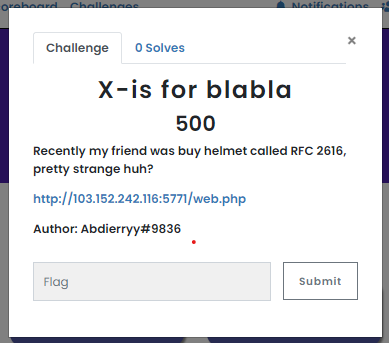 oreboard Challenges Notifications
Challenge 0 Solves ×
X-is for blabla
500
Recently my friend was buy helmet called RFC 2616,
pretty strange huh?
http://103.152.242.116:5771/web.php
Author: Abdierryy#9836
Flag Submit